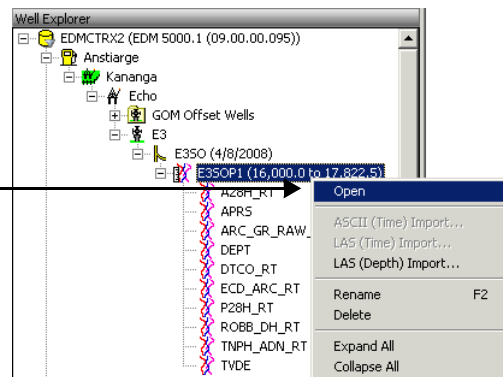 Well Explorer
EDMCTRX2 (EDM 5000.1 (09.00.00.095))
Anstiarge
Kananga
Echo
GOM Offset Wells
E3
E3SO (4/8/2008)
E3SOP1 (16,000.0 to 17,822.5)
A28H_RT
APRS
ARC_GR_RAW_
DEPT
DTCO_RT
ECD_ARC_RT
P28H_RT
ROBB_DH_RT
TNPH_ADN_RT
TVDE
Open
ASCII (Time) Import...
LAS (Time) Import...
LAS (Depth) Import...
Rename F2
Delete
Expand All
Collapse All